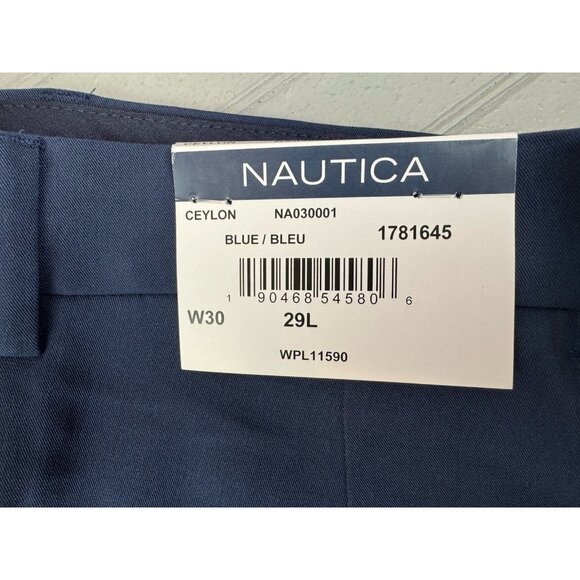 NAUTICA
CEYLON NA030001
BLUE / BLEU 1781645
1 90468 54580 6
W30 29L
WPL11590